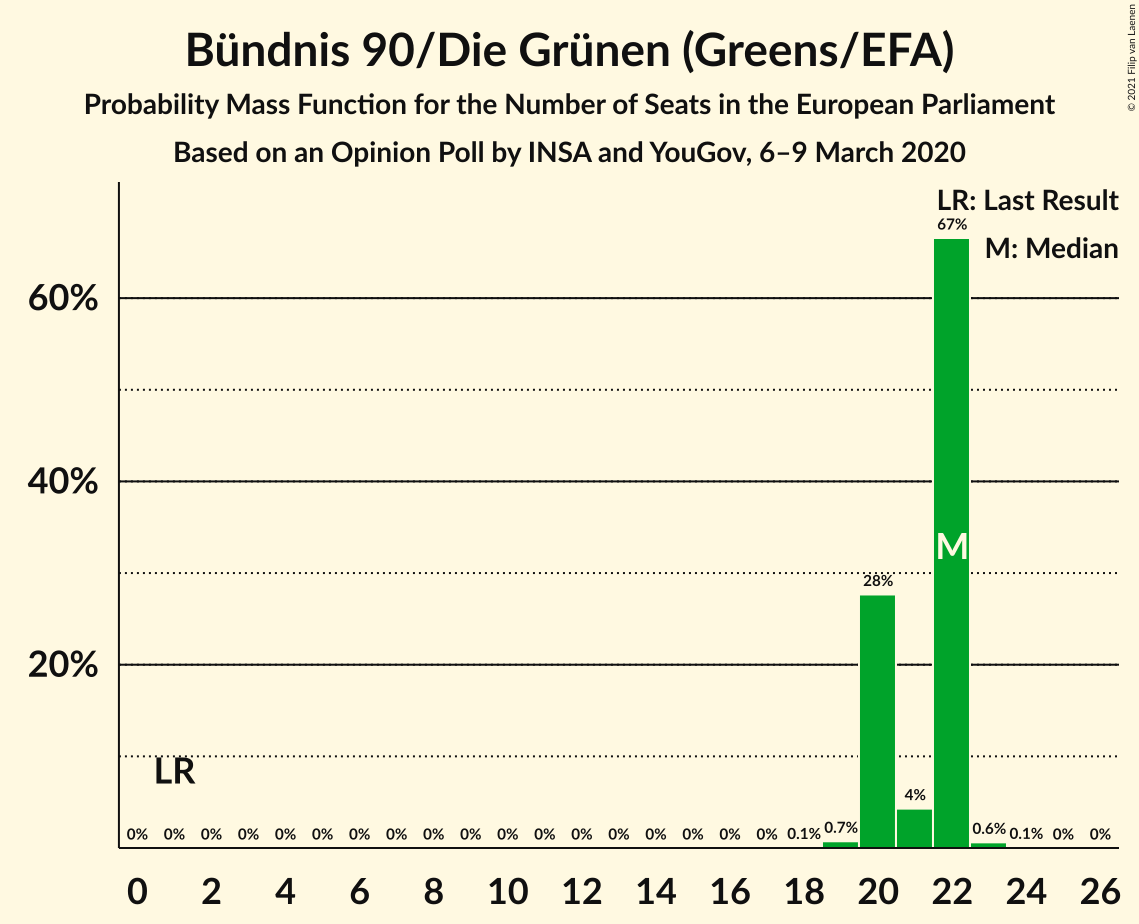 Bündnis 90/Die Grünen (Greens/EFA)
Probability Mass Function for the Number of Seats in the European Parliament
Based on an Opinion Poll by INSA and YouGov, 6–9 March 2020
© 2021 Filip van Laenen
LR: Last Result
M: Median
67%
60%
40%
M
28%
20%
LR
4%
0% 0% 0% 0% 0% 0% 0% 0% 0% 0% 0% 0% 0% 0% 0% 0% 0% 0% 0.1% 0.7% 0.6% 0.1% 0% 0%
0 2 4 6 8 10 12 14 16 18 20 22 24 26